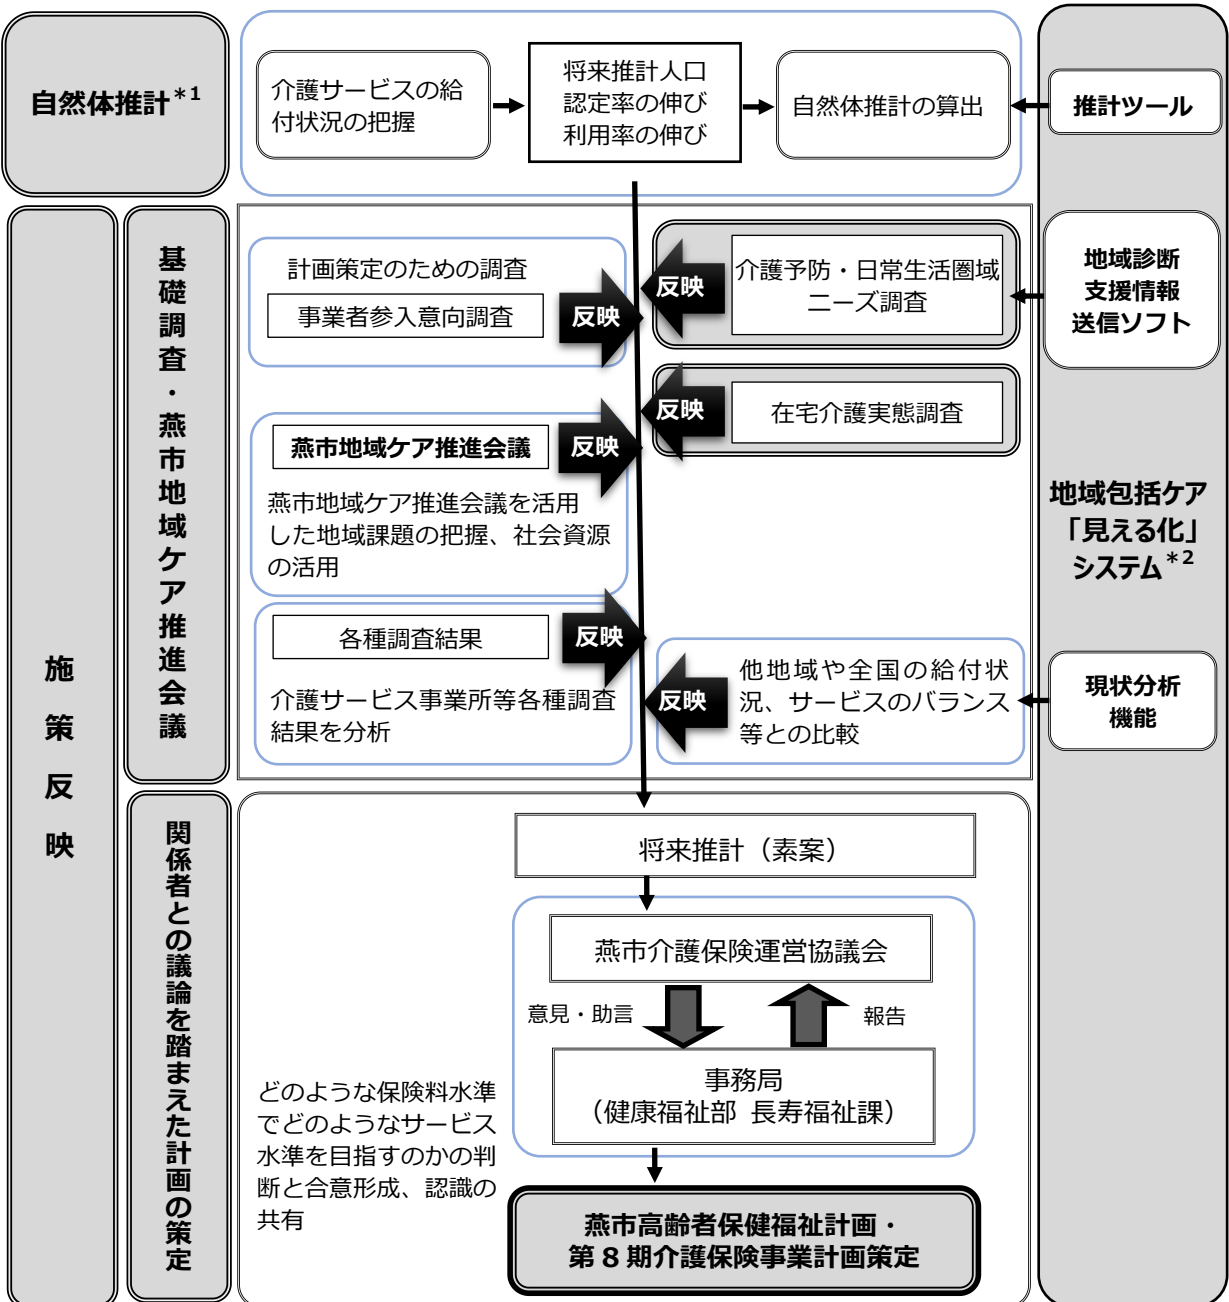 自然体推計*1
介護サービスの給
付状況の把握
将来推計人口
認定率の伸び
利用率の伸び
自然体推計の算出
推計ツール
施策反映
基礎調査・燕市地域ケア推進会議
計画策定のための調査
事業者参入意向調査
反映
反映
介護予防・日常生活圏域
ニーズ調査
地域診断
支援情報
送信ソフト
反映
在宅介護実態調査
燕市地域ケア推進会議
反映
燕市地域ケア推進会議を活用
した地域課題の把握、社会資源
の活用
地域包括ケア
「見える化」
システム*2
各種調査結果
反映
介護サービス事業所等各種調査
結果を分析
反映
他地域や全国の給付状
況、サービスのバランス
等との比較
現状分析
機能
関係者との議論を踏まえた計画の策定
将来推計（素案）
燕市介護保険運営協議会
意見・助言
報告
事務局
（健康福祉部 長寿福祉課）
どのような保険料水準
でどのようなサービス
水準を目指すのかの判
断と合意形成、認識の
共有
燕市高齢者保健福祉計画・
第 8 期介護保険事業計画策定